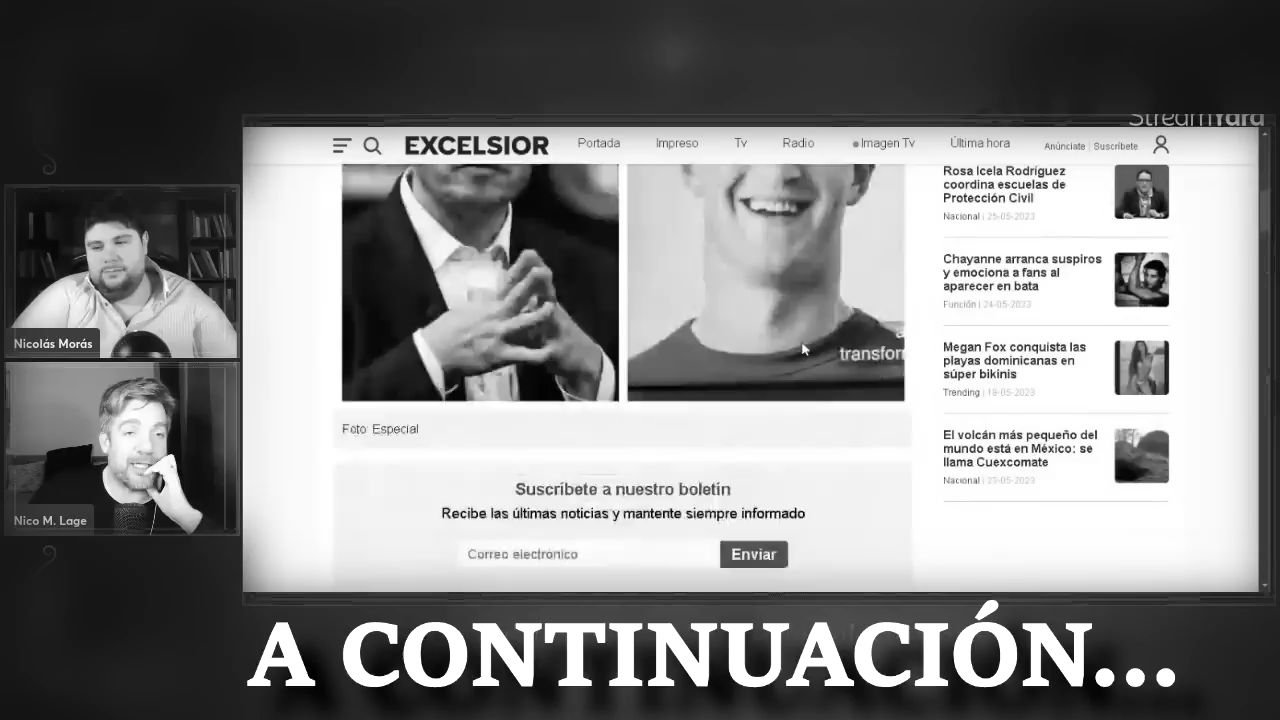 StreamYard
EXCELSIOR
Portada
Impreso
Tv
Radio
Imagen Tv
Última hora
Anúnciate | Suscríbete
Rosa Icela Rodríguez
coordina escuelas de
Protección Civil
Nacional | 25-05-2023
Chayanne arranca suspiros
y emociona a fans al
aparecer en bata
Función | 24-05-2023
Megan Fox conquista las
playas dominicanas en
súper bikinis
Trending | 18-05-2023
El volcán más pequeño del
mundo está en México: se
llama Cuexcomate
Nacional | 23-05-2023
transfor
Foto: Especial
Suscríbete a nuestro boletín
Recibe las últimas noticias y mantente siempre informado
Correo electrónico
Enviar
Nicolás Morás
Nico M. Lage
A CONTINUACIÓN...